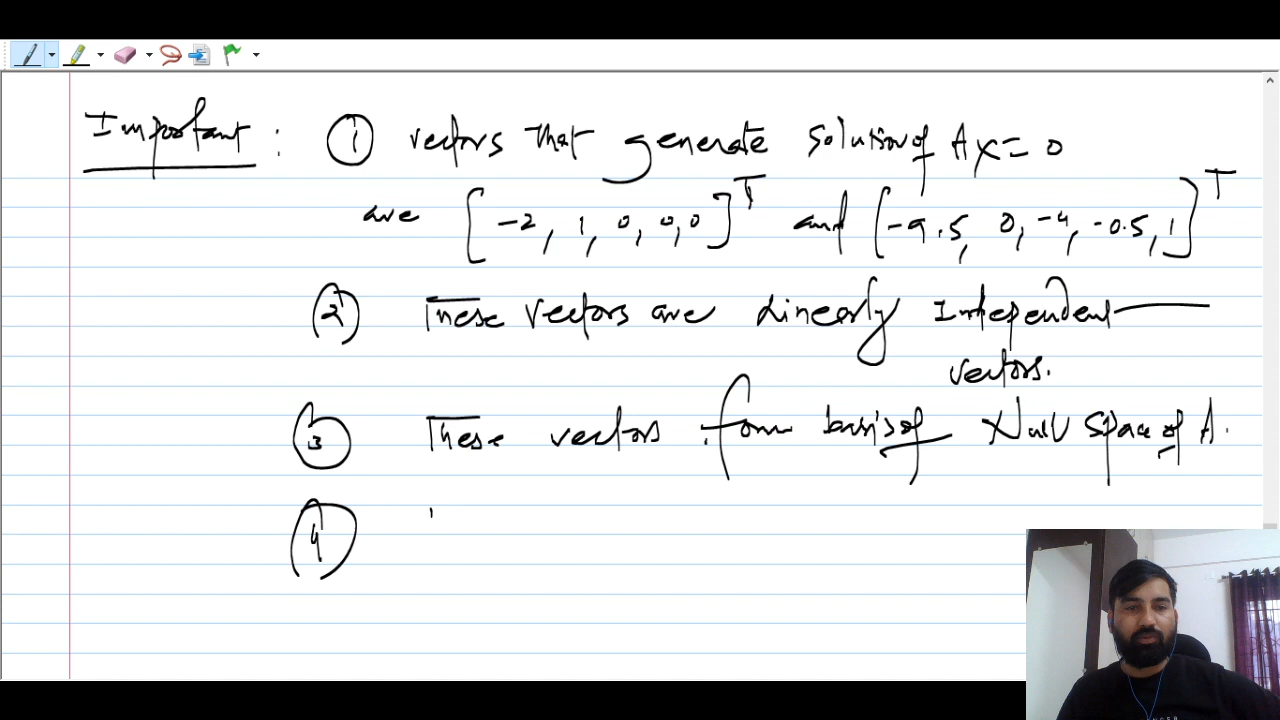 Important : ① vectors that generate solution of AX = 0
are [-2, 1, 0, 0, 0]^T and [-9.5, 0, -4, -0.5, 1]^T
② These vectors are Linearly Independent
vectors.
③ These vectors form basis of Null space of A.
④